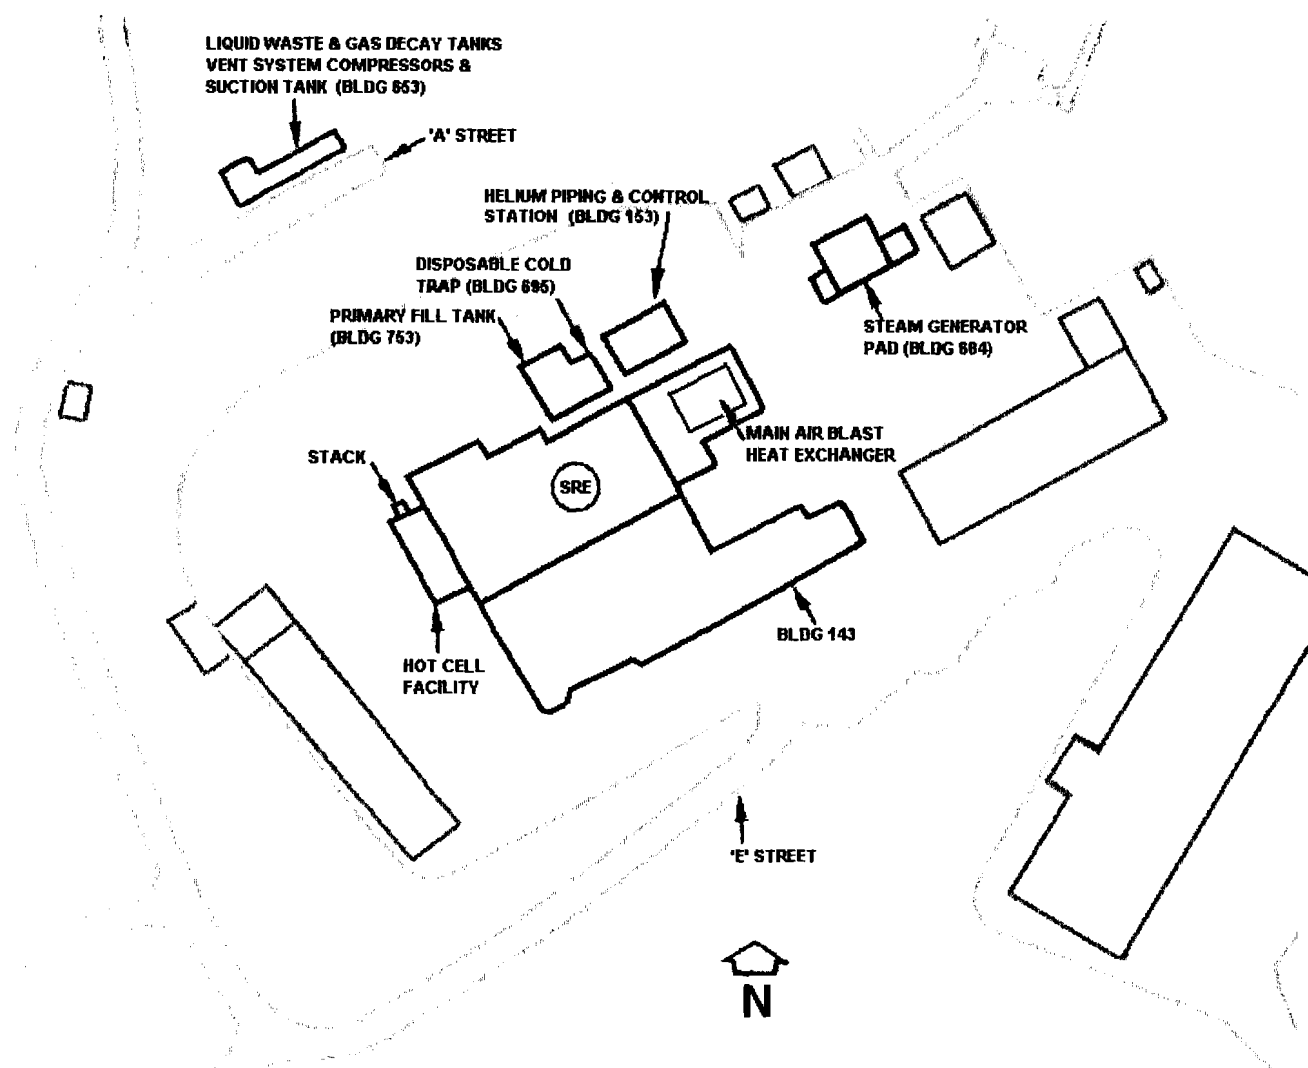 LIQUID WASTE & GAS DECAY TANKS
VENT SYSTEM COMPRESSORS &
SUCTION TANK (BLDG 653)
'A' STREET
HELIUM PIPING & CONTROL
STATION (BLDG 153)
DISPOSABLE COLD
TRAP (BLDG 695)
PRIMARY FILL TANK
(BLDG 753)
STEAM GENERATOR
PAD (BLDG 684)
MAIN AIR BLAST
HEAT EXCHANGER
STACK
SRE
BLDG 143
HOT CELL
FACILITY
'E' STREET
N